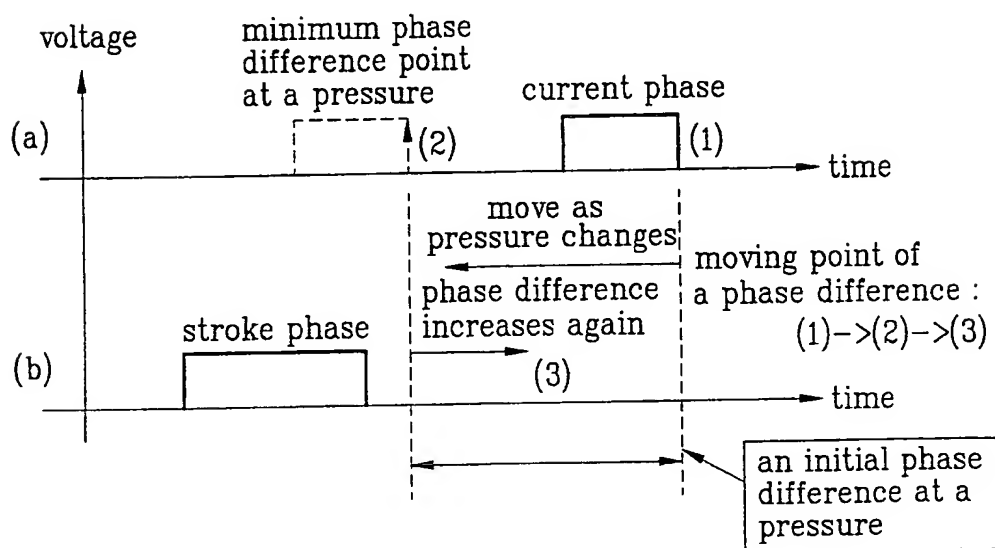 voltage
minimum phase
difference point
at a pressure
current phase
(a)
(2)
(1)
time
move as
pressure changes
moving point of
a phase difference :
(1)->(2)->(3)
phase difference
increases again
stroke phase
(3)
(b)
time
an initial phase
difference at a
pressure